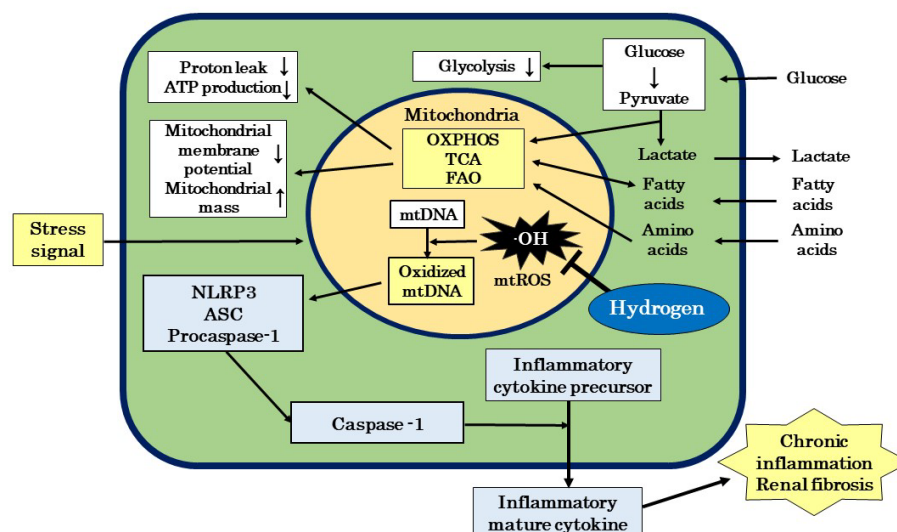 Proton leak ↓
ATP production ↓
Glycolysis ↓
Glucose
↓
Pyruvate
Glucose
Mitochondrial
membrane
potential ↓
Mitochondrial
mass ↑
Mitochondria
OXPHOS
TCA
FAO
Lactate
Lactate
Fatty
acids
Fatty
acids
Amino
acids
Amino
acids
Stress
signal
mtDNA
·OH
mtROS
Oxidized
mtDNA
Hydrogen
NLRP3
ASC
Procaspase-1
Inflammatory
cytokine precursor
Caspase -1
Inflammatory
mature cytokine
Chronic
inflammation
Renal fibrosis